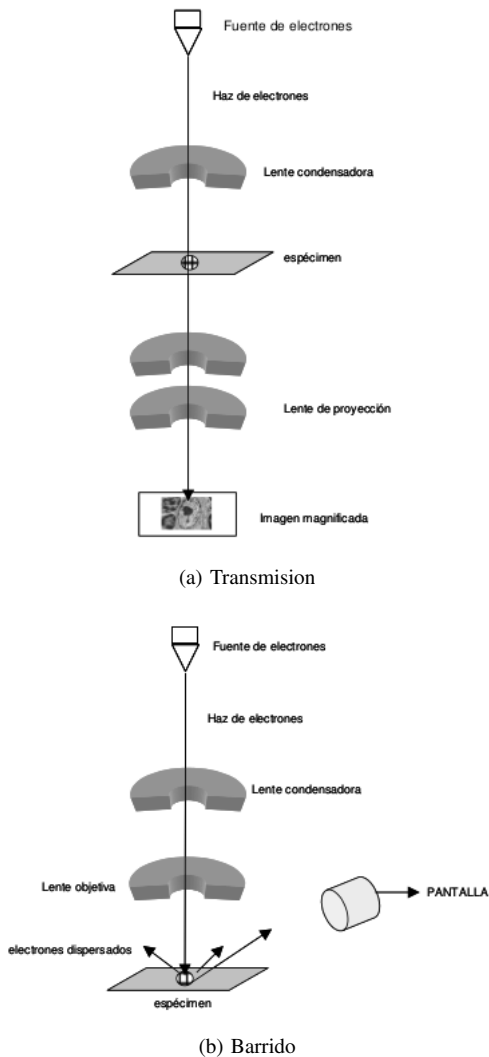 Fuente de electrones
Haz de electrones
Lente condensadora
espécimen
Lente de proyección
Imagen magnificada
(a) Transmision
Fuente de electrones
Haz de electrones
Lente condensadora
Lente objetiva
PANTALLA
electrones dispersados
espécimen
(b) Barrido